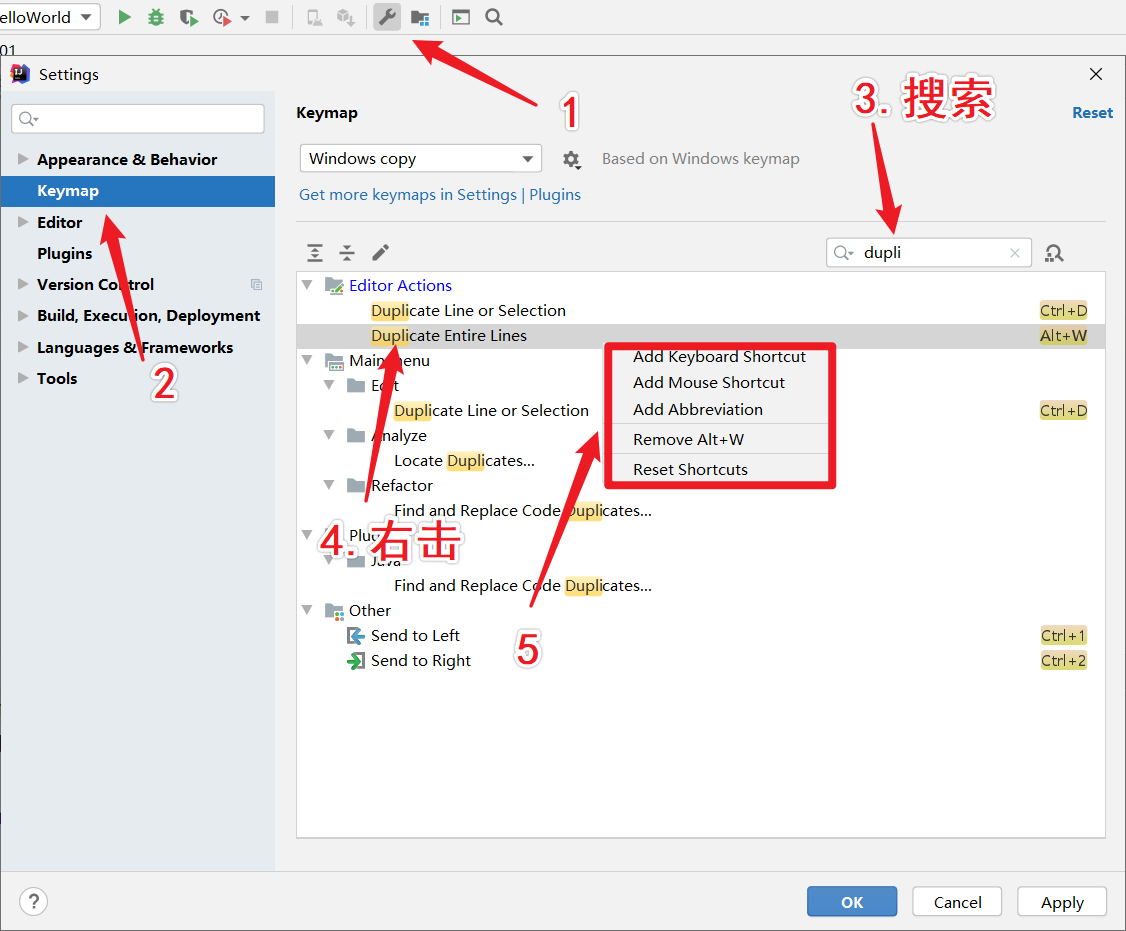 elloWorld
01
Settings
1
3. 搜索
Keymap
Reset
Windows copy
Based on Windows keymap
Get more keymaps in Settings | Plugins
Appearance & Behavior
Keymap
Editor
Plugins
Version Control
Build, Execution, Deployment
Languages & Frameworks
Tools
2
dupli
Editor Actions
Duplicate Line or Selection Ctrl+D
Duplicate Entire Lines Alt+W
Main menu
Edit
Duplicate Line or Selection Ctrl+D
Analyze
Locate Duplicates...
Refactor
Find and Replace Code Duplicates...
Plug
Java
Find and Replace Code Duplicates...
Other
Send to Left Ctrl+1
Send to Right Ctrl+2
Add Keyboard Shortcut
Add Mouse Shortcut
Add Abbreviation
Remove Alt+W
Reset Shortcuts
4. 右击
5
?
OK
Cancel
Apply